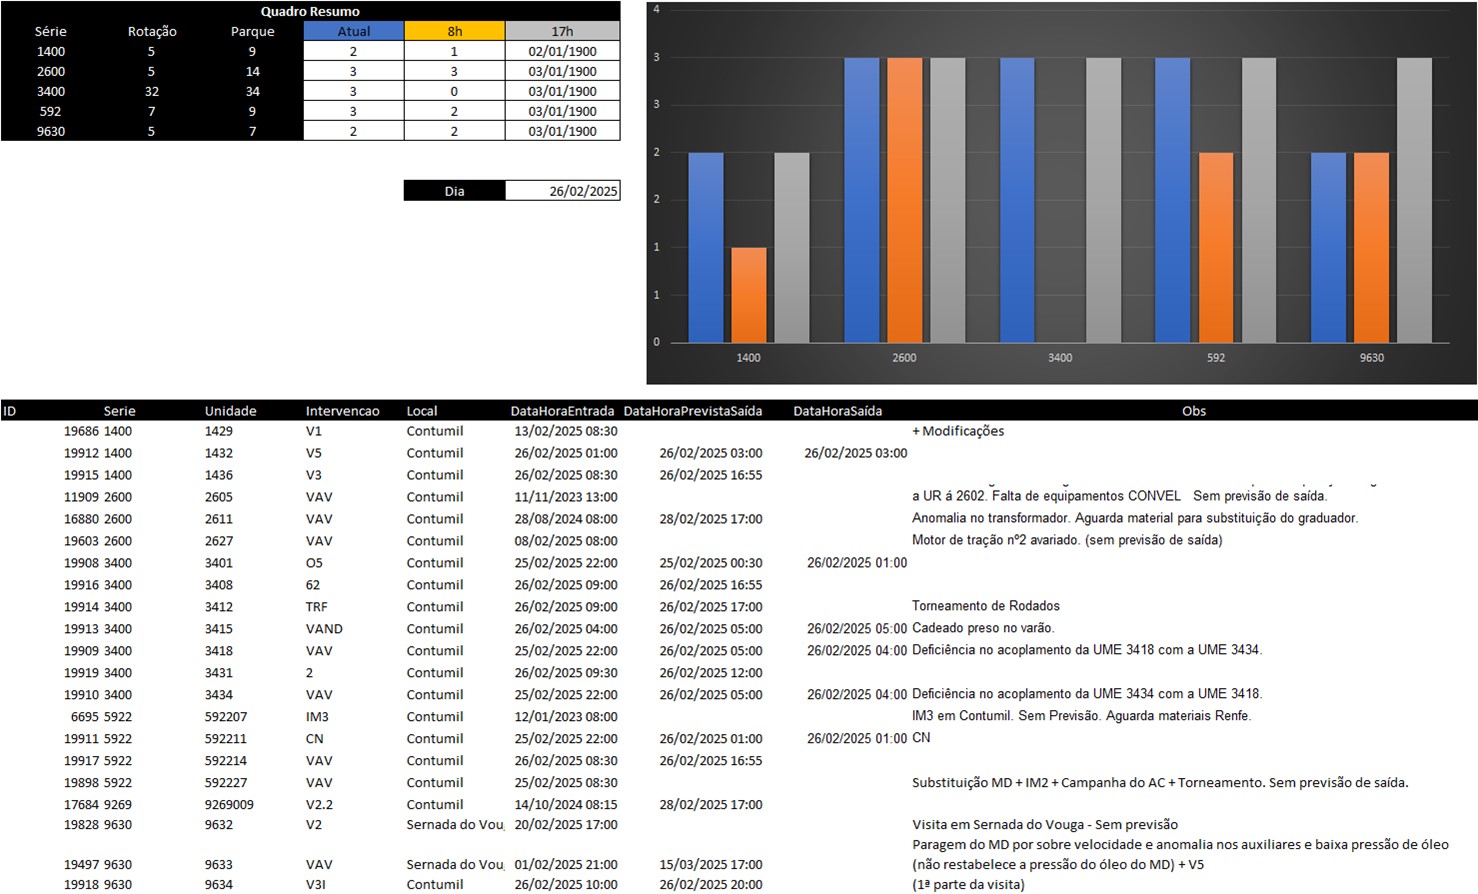 Quadro Resumo
Série Rotação Parque Atual 8h 17h
1400 5 9 2 1 02/01/1900
2600 5 14 3 3 03/01/1900
3400 32 34 3 0 03/01/1900
592 7 9 3 2 03/01/1900
9630 5 7 2 2 03/01/1900
Dia 26/02/2025
4
3
3
2
2
1
1
0
1400 2600 3400 592 9630
ID Serie Unidade Intervencao Local DataHoraEntrada DataHoraPrevistaSaída DataHoraSaída Obs
19686 1400 1429 V1 Contumil 13/02/2025 08:30 + Modificações
19912 1400 1432 V5 Contumil 26/02/2025 01:00 26/02/2025 03:00 26/02/2025 03:00
19915 1400 1436 V3 Contumil 26/02/2025 08:30 26/02/2025 16:55
11909 2600 2605 VAV Contumil 11/11/2023 13:00 a UR á 2602. Falta de equipamentos CONVEL Sem previsão de saída.
16880 2600 2611 VAV Contumil 28/08/2024 08:00 28/02/2025 17:00 Anomalia no transformador. Aguarda material para substituição do graduador.
19603 2600 2627 VAV Contumil 08/02/2025 08:00 Motor de tração nº2 avariado. (sem previsão de saída)
19908 3400 3401 O5 Contumil 25/02/2025 22:00 25/02/2025 00:30 26/02/2025 01:00
19916 3400 3408 62 Contumil 26/02/2025 09:00 26/02/2025 16:55
19914 3400 3412 TRF Contumil 26/02/2025 09:00 26/02/2025 17:00 Torneamento de Rodados
19913 3400 3415 VAND Contumil 26/02/2025 04:00 26/02/2025 05:00 26/02/2025 05:00 Cadeado preso no varão.
19909 3400 3418 VAV Contumil 25/02/2025 22:00 26/02/2025 05:00 26/02/2025 04:00 Deficiência no acoplamento da UME 3418 com a UME 3434.
19919 3400 3431 2 Contumil 26/02/2025 09:30 26/02/2025 12:00
19910 3400 3434 VAV Contumil 25/02/2025 22:00 26/02/2025 05:00 26/02/2025 04:00 Deficiência no acoplamento da UME 3434 com a UME 3418.
6695 5922 592207 IM3 Contumil 12/01/2023 08:00 IM3 em Contumil. Sem Previsão. Aguarda materiais Renfe.
19911 5922 592211 CN Contumil 25/02/2025 22:00 26/02/2025 01:00 26/02/2025 01:00 CN
19917 5922 592214 VAV Contumil 26/02/2025 08:30 26/02/2025 16:55
19898 5922 592227 VAV Contumil 25/02/2025 08:30 Substituição MD + IM2 + Campanha do AC + Torneamento. Sem previsão de saída.
17684 9269 9269009 V2.2 Contumil 14/10/2024 08:15 28/02/2025 17:00
19828 9630 9632 V2 Sernada do Vou 20/02/2025 17:00 Visita em Sernada do Vouga - Sem previsão
Paragem do MD por sobre velocidade e anomalia nos auxiliares e baixa pressão de óleo
19497 9630 9633 VAV Sernada do Vou 01/02/2025 21:00 15/03/2025 17:00 (não restabelece a pressão do óleo do MD) + V5
19918 9630 9634 V3I Contumil 26/02/2025 10:00 26/02/2025 20:00 (1ª parte da visita)